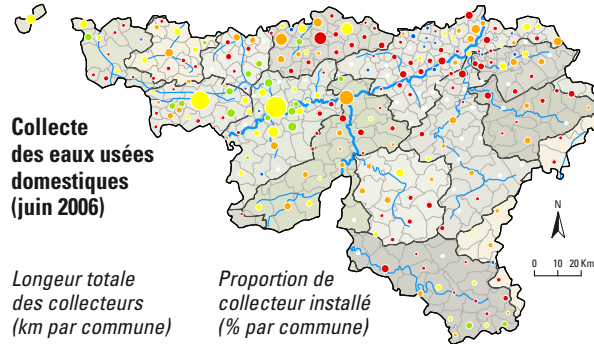 Collecte
des eaux usées
domestiques
(juin 2006)
Longeur totale
des collecteurs
(km par commune)
Proportion de
collecteur installé
(% par commune)
N
0 10 20 Km